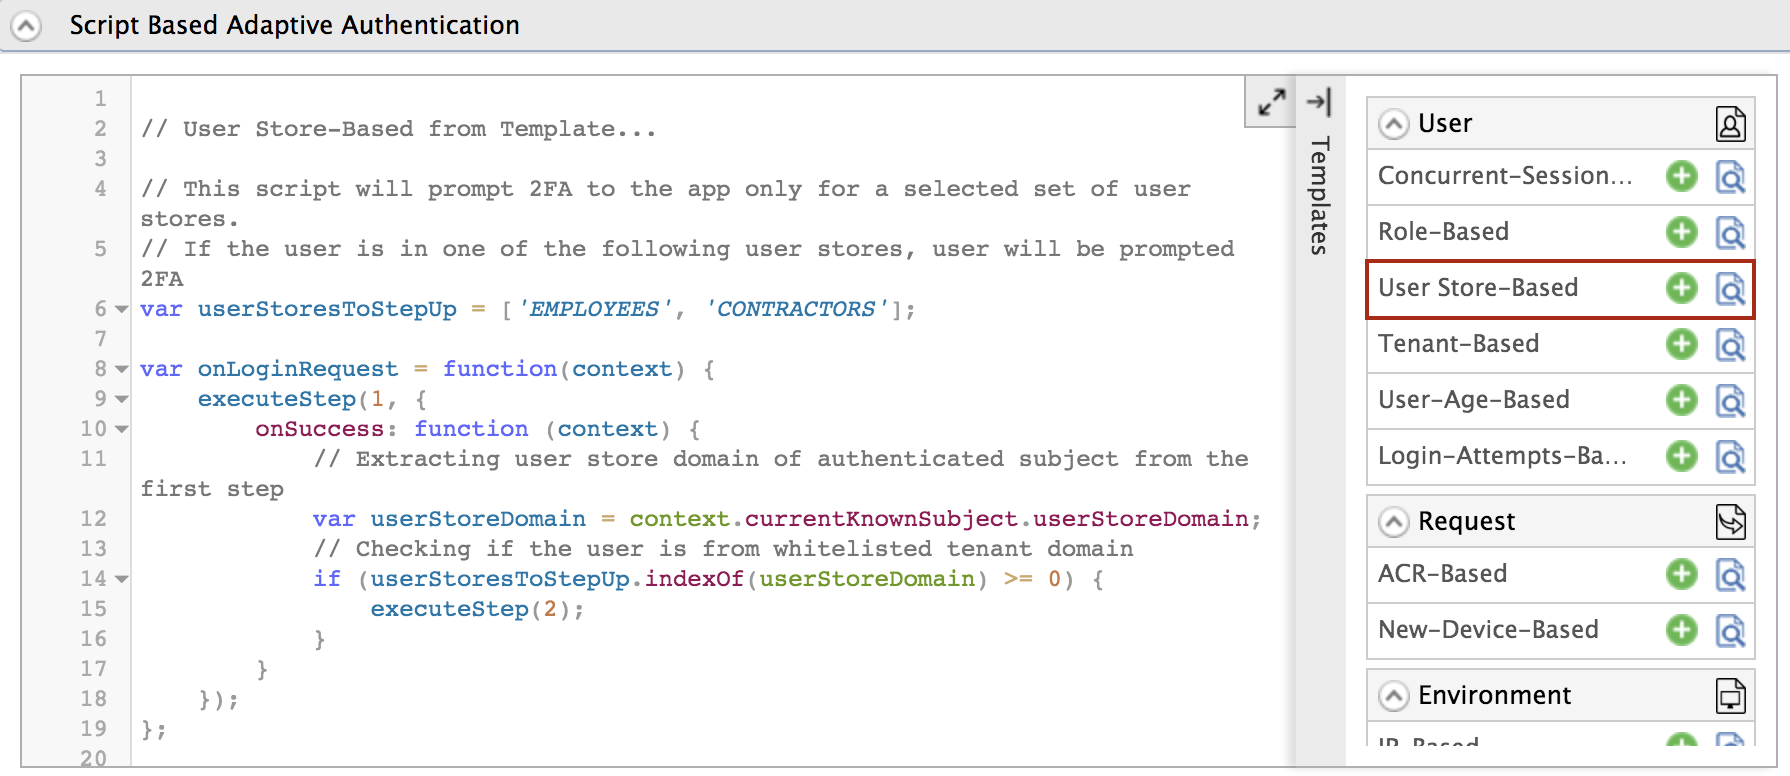 Script Based Adaptive Authentication
1
2 // User Store-Based from Template...
3
4 // This script will prompt 2FA to the app only for a selected set of user
stores.
5 // If the user is in one of the following user stores, user will be prompted
2FA
6 var userStoresToStepUp = ['EMPLOYEES', 'CONTRACTORS'];
7
8 var onLoginRequest = function(context) {
9 executeStep(1, {
10 onSuccess: function (context) {
11 // Extracting user store domain of authenticated subject from the
first step
12 var userStoreDomain = context.currentKnownSubject.userStoreDomain;
13 // Checking if the user is from whitelisted tenant domain
14 if (userStoresToStepUp.indexOf(userStoreDomain) >= 0) {
15 executeStep(2);
16 }
17 }
18 });
19 };
20
Templates
User
Concurrent-Session...
Role-Based
User Store-Based
Tenant-Based
User-Age-Based
Login-Attempts-Ba...
Request
ACR-Based
New-Device-Based
Environment
IP-Based